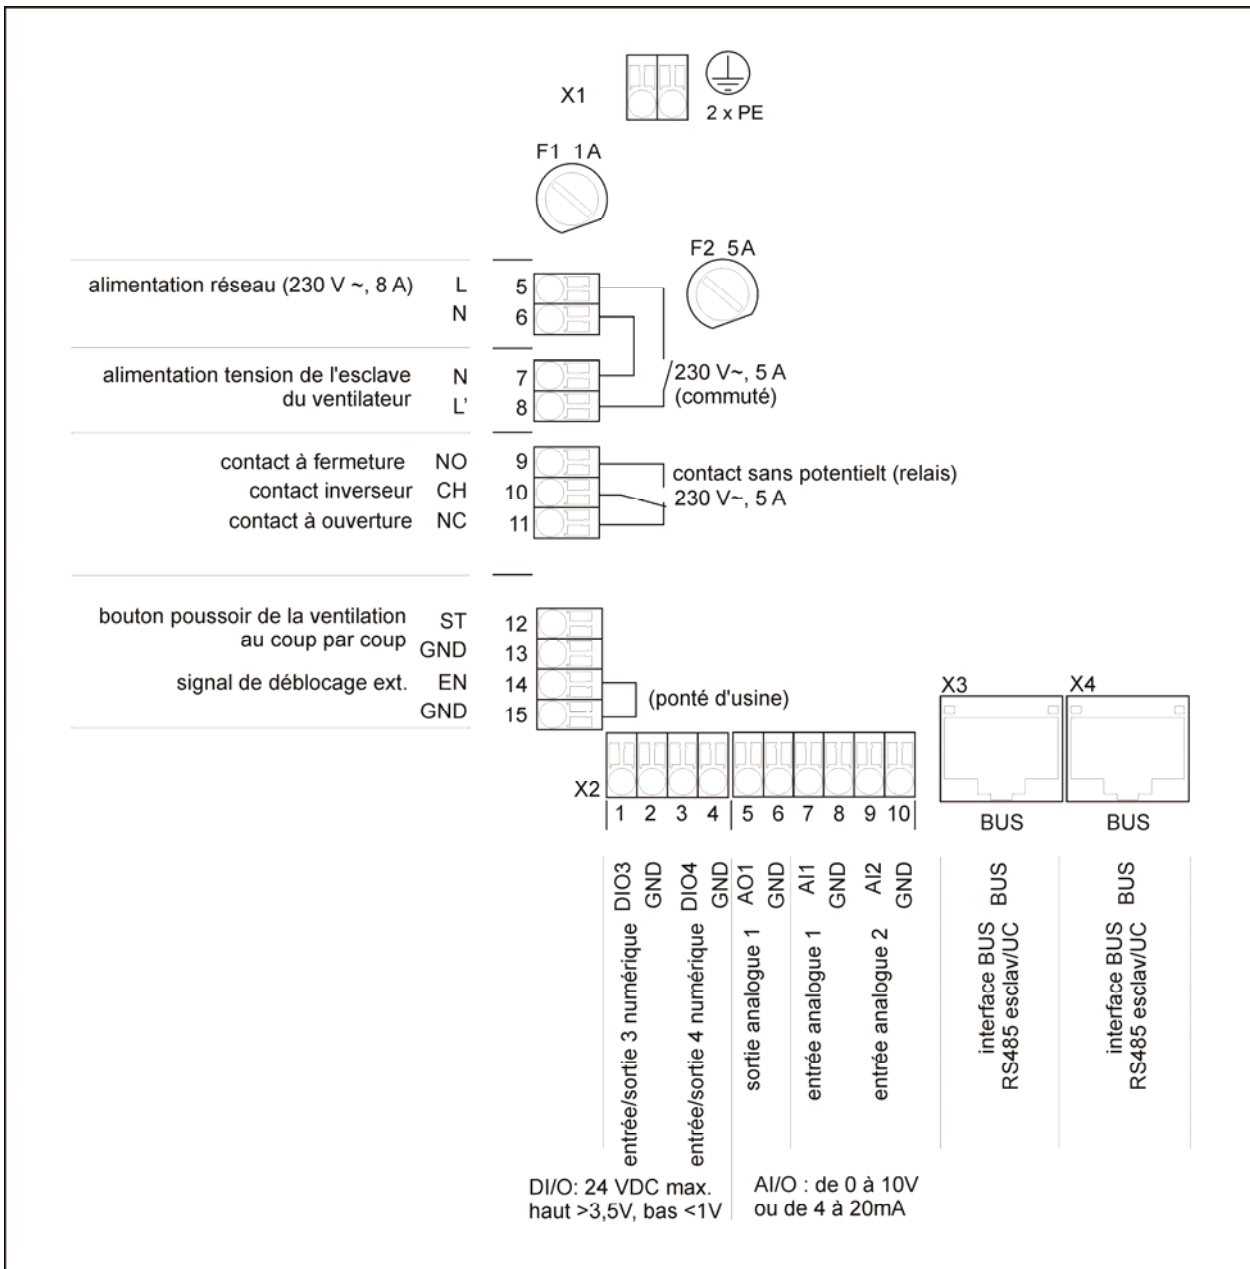 X1
2 x PE
F1 1A
F2 5A
alimentation réseau (230 V ~, 8 A) L 5
N 6
alimentation tension de l'esclave N 7
du ventilateur L' 8
230 V~, 5 A
(commuté)
contact à fermeture NO 9
contact inverseur CH 10
contact à ouverture NC 11
contact sans potentielt (relais)
230 V~, 5 A
bouton poussoir de la ventilation ST 12
au coup par coup GND 13
signal de déblocage ext. EN 14
GND 15
(ponté d'usine)
X3
X4
X2
1 2 3 4 5 6 7 8 9 10
BUS
BUS
DIO3
GND
DIO4
GND
AO1
GND
AI1
GND
AI2
GND
BUS
BUS
entrée/sortie 3 numérique
entrée/sortie 4 numérique
sortie analogue 1
entrée analogue 1
entrée analogue 2
interface BUS
RS485 esclav/UC
interface BUS
RS485 esclav/UC
DI/O: 24 VDC max.
haut >3,5V, bas <1V
AI/O : de 0 à 10V
ou de 4 à 20mA